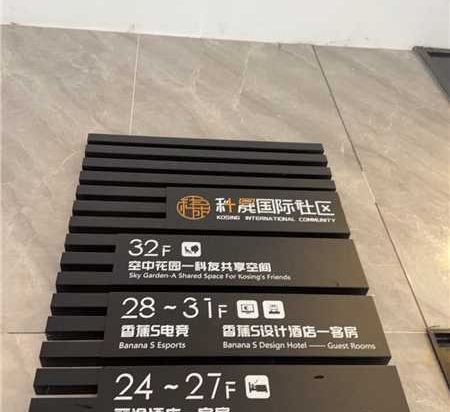 科晟国际社区
KOSING INTERNATIONAL COMMUNITY
32F
空中花园一科友共享空间
Sky Garden-A Shared Space For Kosing's Friends
28~31F
香蕉S电竞 香蕉S设计酒店一客房
Banana S Esports Banana S Design Hotel —— Guest Rooms
24~27F